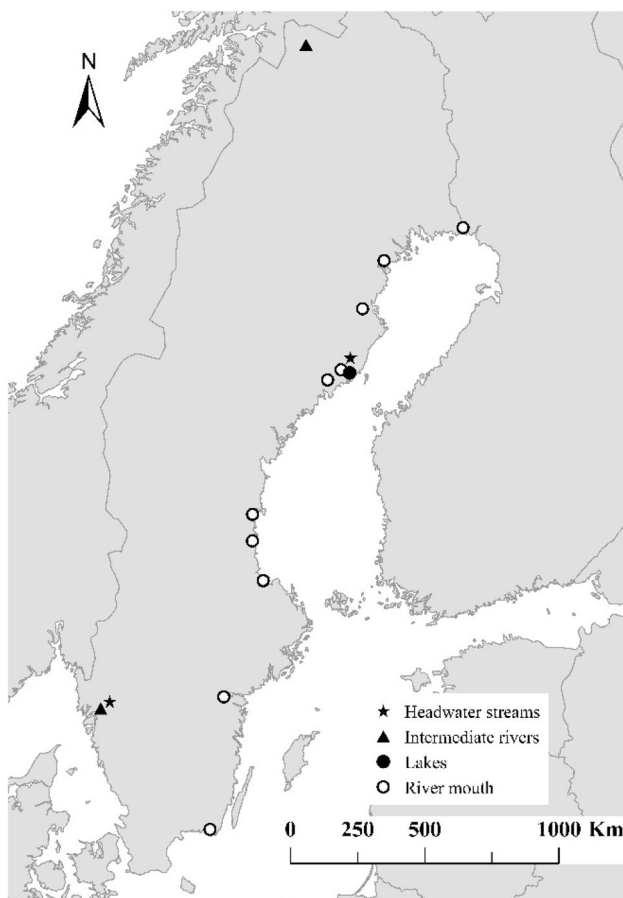 N
Headwater streams
Intermediate rivers
Lakes
River mouth
0 250 500 1000 Km